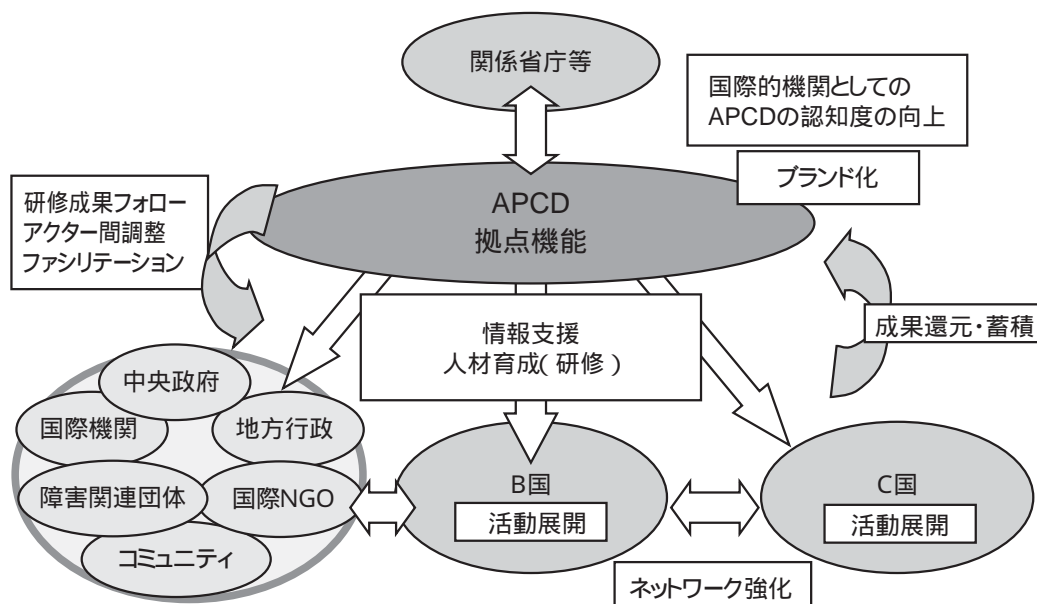 関係省庁等
国際的機関としての
APCDの認知度の向上
ブランド化
APCD
拠点機能
研修成果フォロー
アクター間調整
ファシリテーション
情報支援
人材育成(研修)
成果還元・蓄積
中央政府
国際機関
地方行政
障害関連団体
国際NGO
コミュニティ
B国
活動展開
C国
活動展開
ネットワーク強化